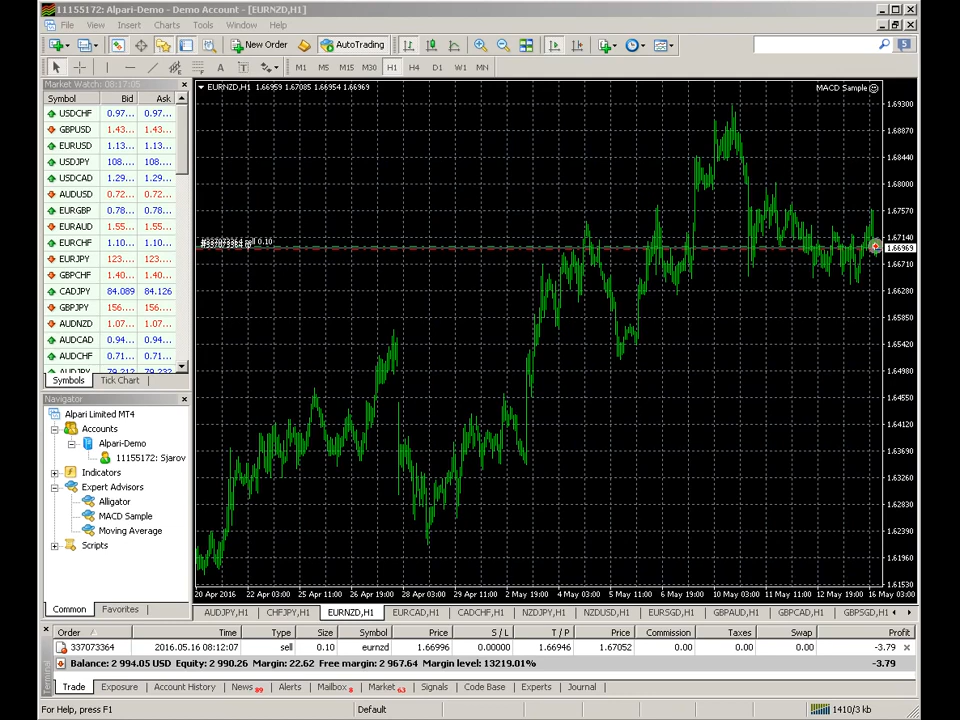 11155172: Alpari-Demo - Demo Account - [EURNZD,H1]
File View Insert Charts Tools Window Help
New Order AutoTrading 5
A T M1 M5 M15 M30 H1 H4 D1 W1 MN
Market Watch: 08:17:05
Symbol Bid Ask
USDCHF 0.97... 0.97...
GBPUSD 1.43... 1.43...
EURUSD 1.13... 1.13...
USDJPY 108.... 108....
USDCAD 1.29... 1.29...
AUDUSD 0.72... 0.72...
EURGBP 0.78... 0.78...
EURAUD 1.55... 1.55...
EURCHF 1.10... 1.10...
EURJPY 123.... 123....
GBPCHF 1.40... 1.40...
CADJPY 84.089 84.126
GBPJPY 156.... 156....
AUDNZD 1.07... 1.07...
AUDCAD 0.94... 0.94...
AUDCHF 0.71... 0.71...
AUDJPY 79.212 79.232
Symbols Tick Chart
Navigator
Alpari Limited MT4
Accounts
Alpari-Demo
11155172: Sjarov
Indicators
Expert Advisors
Alligator
MACD Sample
Moving Average
Scripts
Common Favorites
EURNZD,H1 1.66959 1.67085 1.66954 1.66969
MACD Sample
#337073364 sell 0.10
1.69300
1.68870
1.68440
1.68000
1.67570
1.67140
1.66969
1.66710
1.66280
1.65850
1.65420
1.64980
1.64550
1.64120
1.63690
1.63260
1.62830
1.62390
1.61960
1.61530
20 Apr 2016 22 Apr 03:00 25 Apr 11:00 26 Apr 19:00 28 Apr 03:00 29 Apr 11:00 2 May 19:00 4 May 03:00 5 May 11:00 6 May 19:00 10 May 03:00 11 May 11:00 12 May 19:00 16 May 03:00
AUDJPY,H1 CHFJPY,H1 EURNZD,H1 EURCAD,H1 CADCHF,H1 NZDJPY,H1 NZDUSD,H1 EURSGD,H1 GBPAUD,H1 GBPCAD,H1 GBPSGD,H1
Order Time Type Size Symbol Price S / L T / P Price Commission Taxes Swap Profit
337073364 2016.05.16 08:12:07 sell 0.10 eurnzd 1.66996 0.00000 1.66946 1.67052 0.00 0.00 0.00 -3.79
Balance: 2 994.05 USD Equity: 2 990.26 Margin: 22.62 Free margin: 2 967.64 Margin level: 13219.01% -3.79
Terminal
Trade Exposure Account History News 89 Alerts Mailbox 8 Market 63 Signals Code Base Experts Journal
For Help, press F1 Default 1410/3 kb